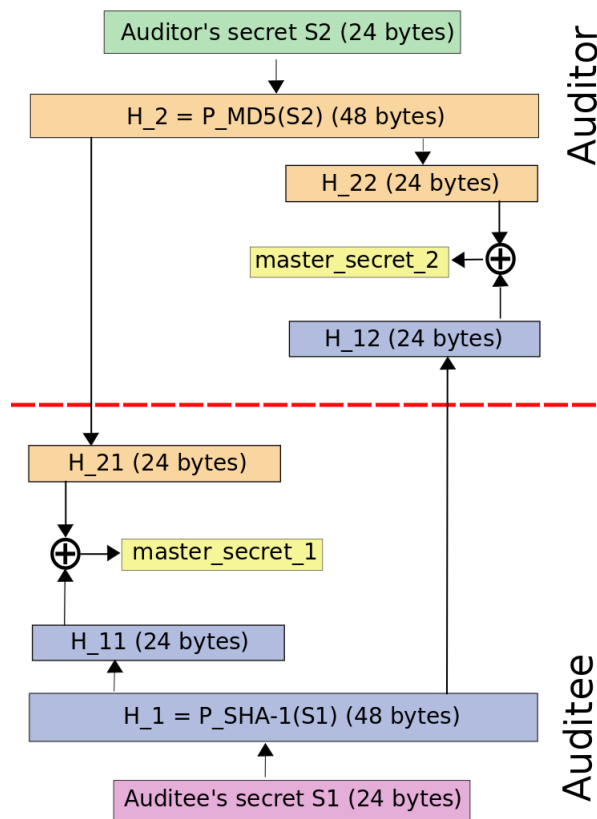 Auditor's secret S2 (24 bytes)
Auditor
H_2 = P_MD5(S2) (48 bytes)
H_22 (24 bytes)
master_secret_2
H_12 (24 bytes)
H_21 (24 bytes)
master_secret_1
H_11 (24 bytes)
Auditee
H_1 = P_SHA-1(S1) (48 bytes)
Auditee's secret S1 (24 bytes)